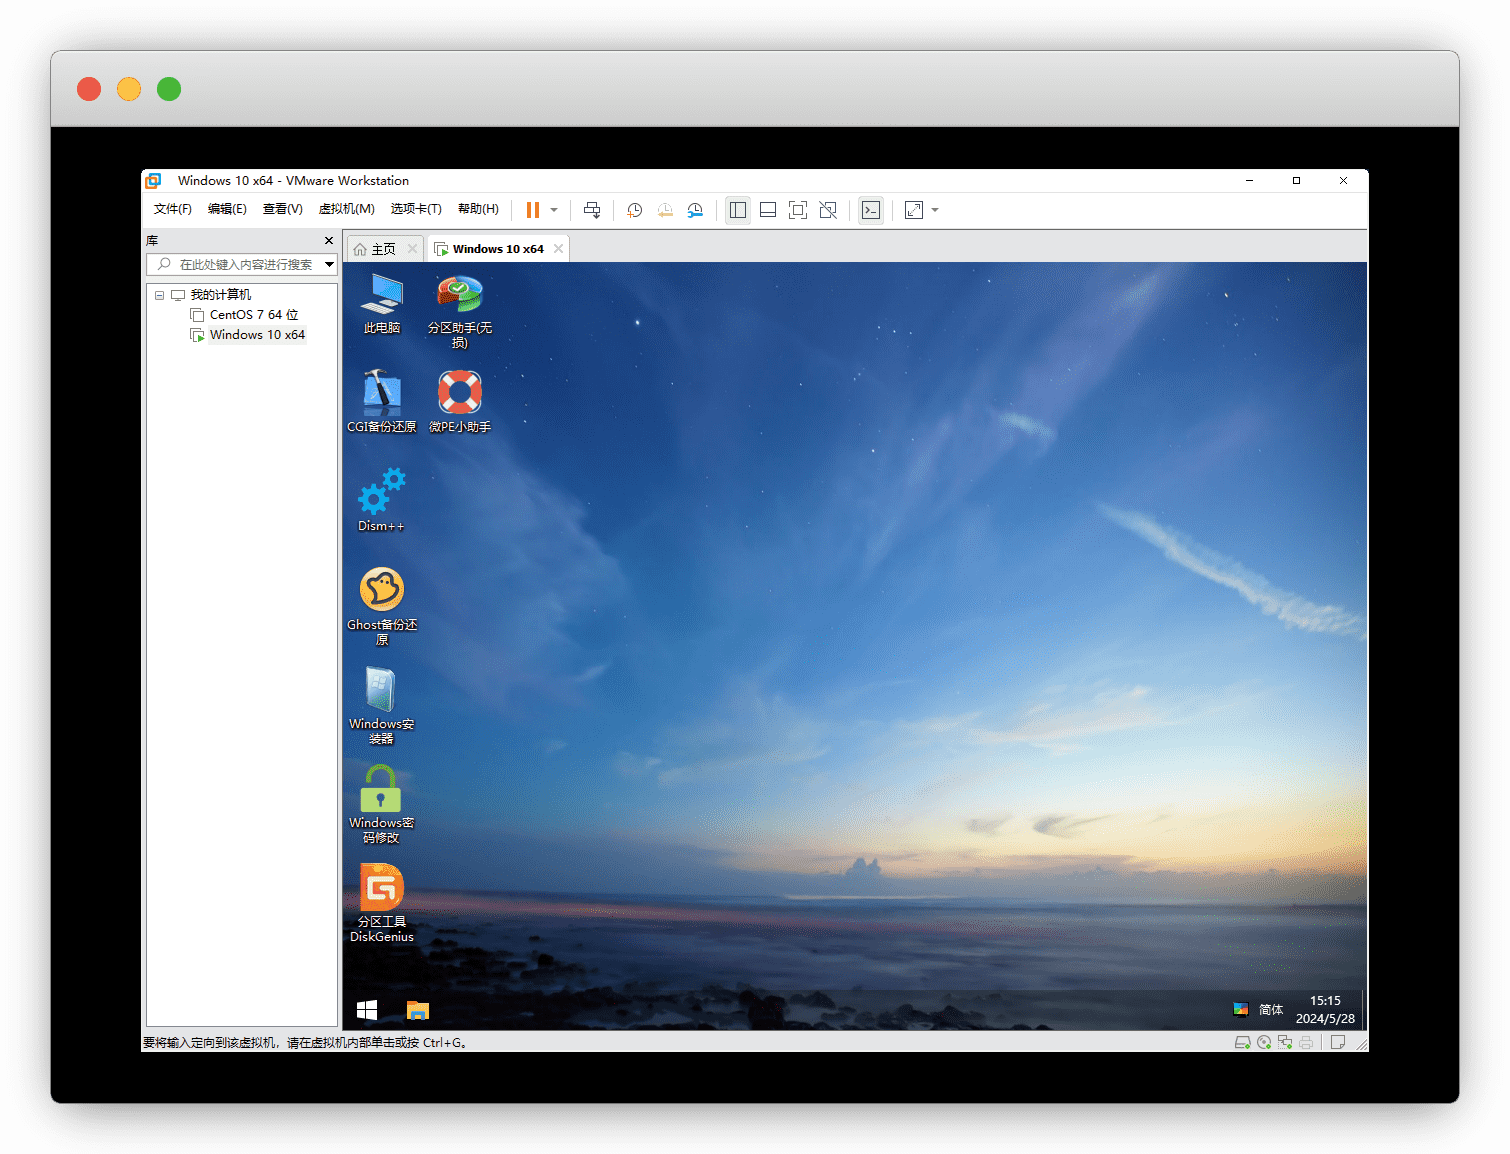 Windows 10 x64 - VMware Workstation
文件(F) 编辑(E) 查看(V) 虚拟机(M) 选项卡(T) 帮助(H)
库
在此处键入内容进行搜索
我的计算机
CentOS 7 64 位
Windows 10 x64
主页
Windows 10 x64
此电脑
分区助手(无
损)
CGI备份还原
微PE小助手
Dism++
Ghost备份还
原
Windows安
装器
Windows密
码修改
分区工具
DiskGenius
简体
15:15
2024/5/28
要将输入定向到该虚拟机，请在虚拟机内部单击或按 Ctrl+G。